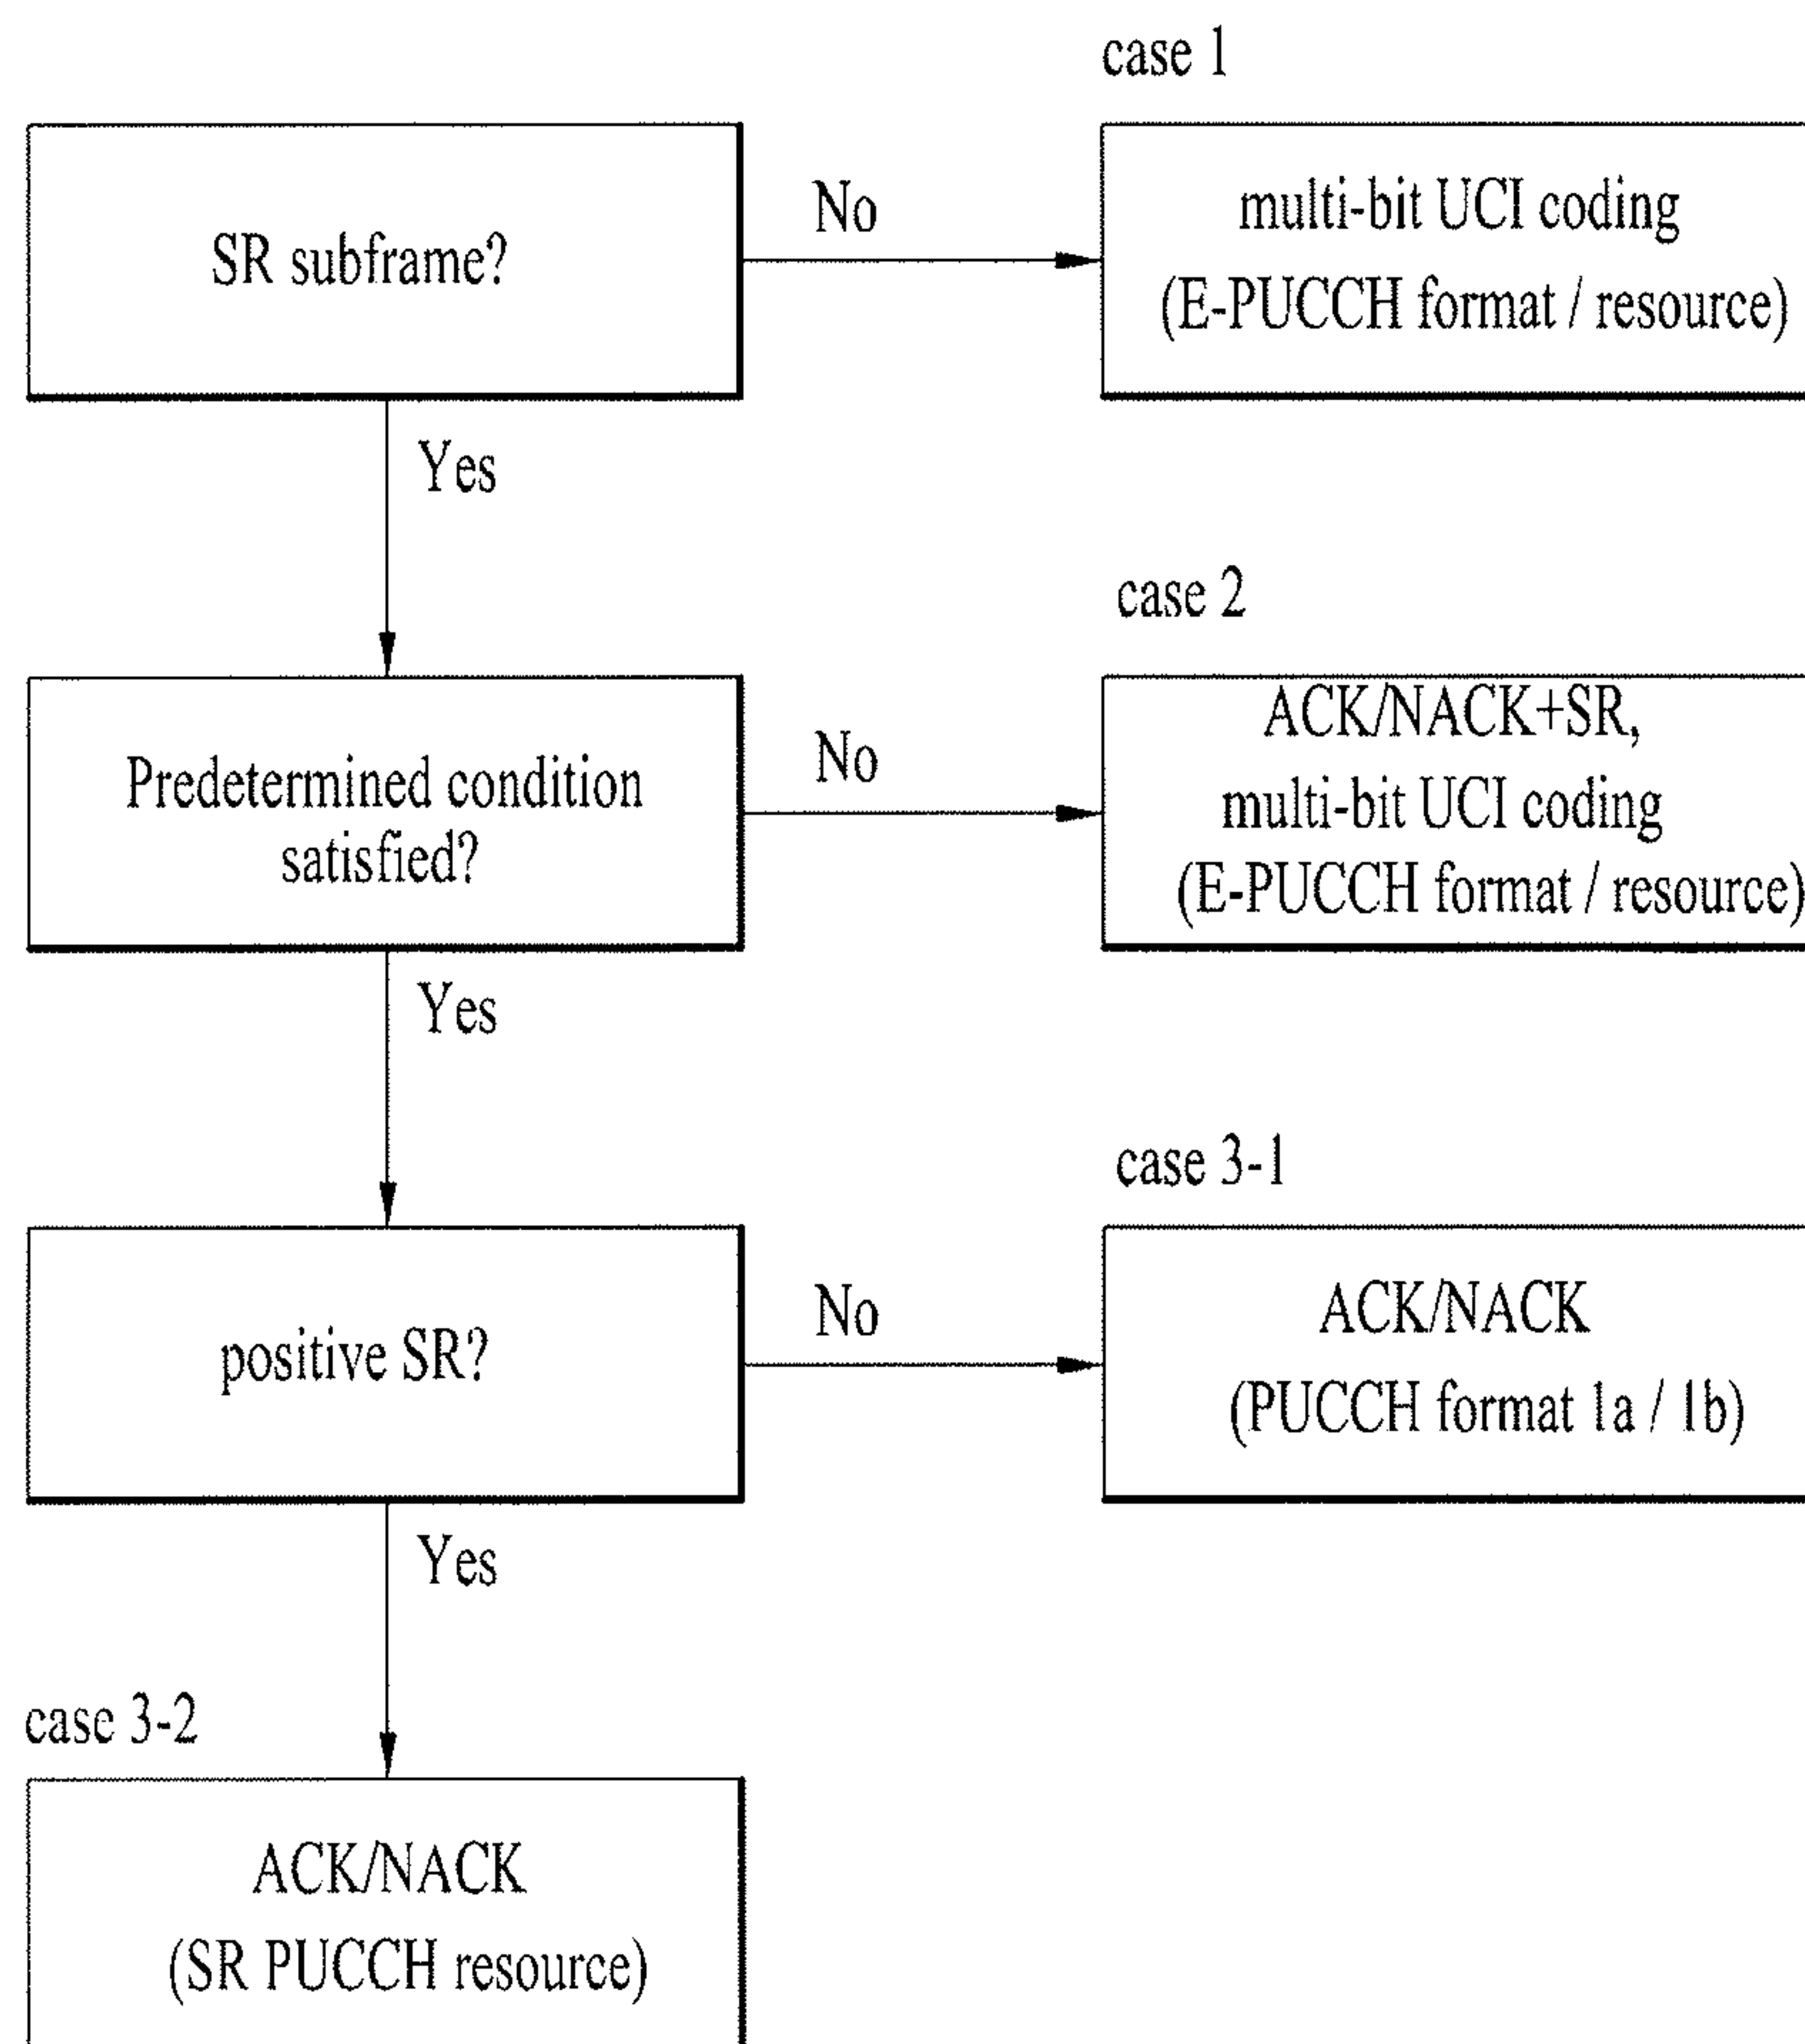 case 1
SR subframe?
No
multi-bit UCI coding
(E-PUCCH format / resource)
Yes
case 2
Predetermined condition
satisfied?
No
ACK/NACK+SR,
multi-bit UCI coding
(E-PUCCH format / resource)
Yes
case 3-1
positive SR?
No
ACK/NACK
(PUCCH format 1a / 1b)
Yes
case 3-2
ACK/NACK
(SR PUCCH resource)